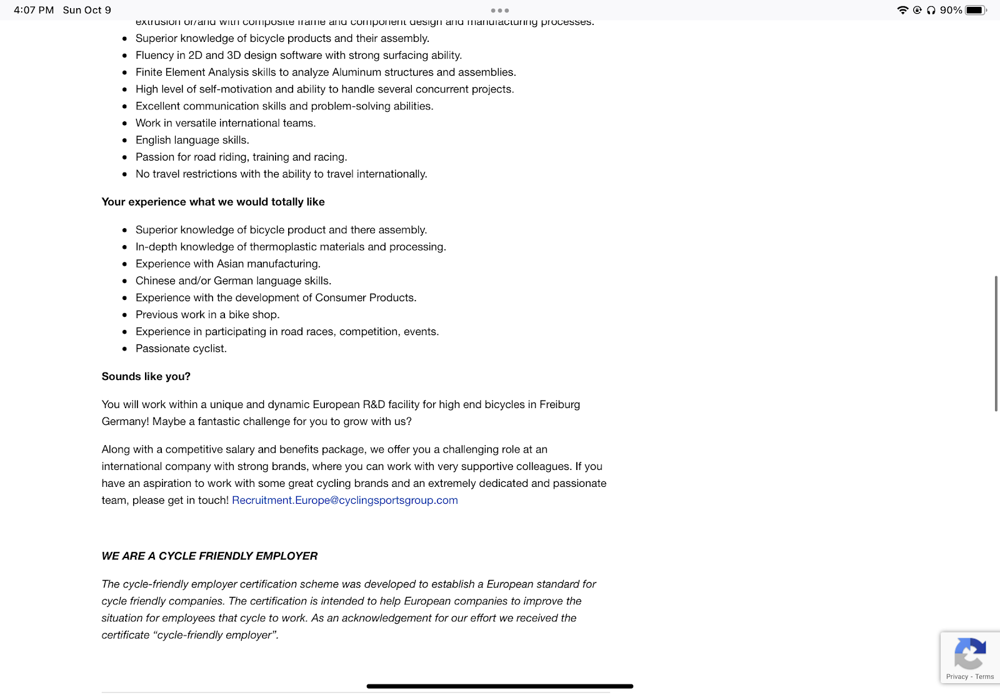 4:07 PM Sun Oct 9
90%
extrusion or/and with composite frame and component design and manufacturing processes.
Superior knowledge of bicycle products and their assembly.
Fluency in 2D and 3D design software with strong surfacing ability.
Finite Element Analysis skills to analyze Aluminum structures and assemblies.
High level of self-motivation and ability to handle several concurrent projects.
Excellent communication skills and problem-solving abilities.
Work in versatile international teams.
English language skills.
Passion for road riding, training and racing.
No travel restrictions with the ability to travel internationally.
Your experience what we would totally like
Superior knowledge of bicycle product and there assembly.
In-depth knowledge of thermoplastic materials and processing.
Experience with Asian manufacturing.
Chinese and/or German language skills.
Experience with the development of Consumer Products.
Previous work in a bike shop.
Experience in participating in road races, competition, events.
Passionate cyclist.
Sounds like you?
You will work within a unique and dynamic European R&D facility for high end bicycles in Freiburg
Germany! Maybe a fantastic challenge for you to grow with us?
Along with a competitive salary and benefits package, we offer you a challenging role at an
international company with strong brands, where you can work with very supportive colleagues. If you
have an aspiration to work with some great cycling brands and an extremely dedicated and passionate
team, please get in touch! Recruitment.Europe@cyclingsportsgroup.com
WE ARE A CYCLE FRIENDLY EMPLOYER
The cycle-friendly employer certification scheme was developed to establish a European standard for
cycle friendly companies. The certification is intended to help European companies to improve the
situation for employees that cycle to work. As an acknowledgement for our effort we received the
certificate “cycle-friendly employer”.
Privacy - Terms